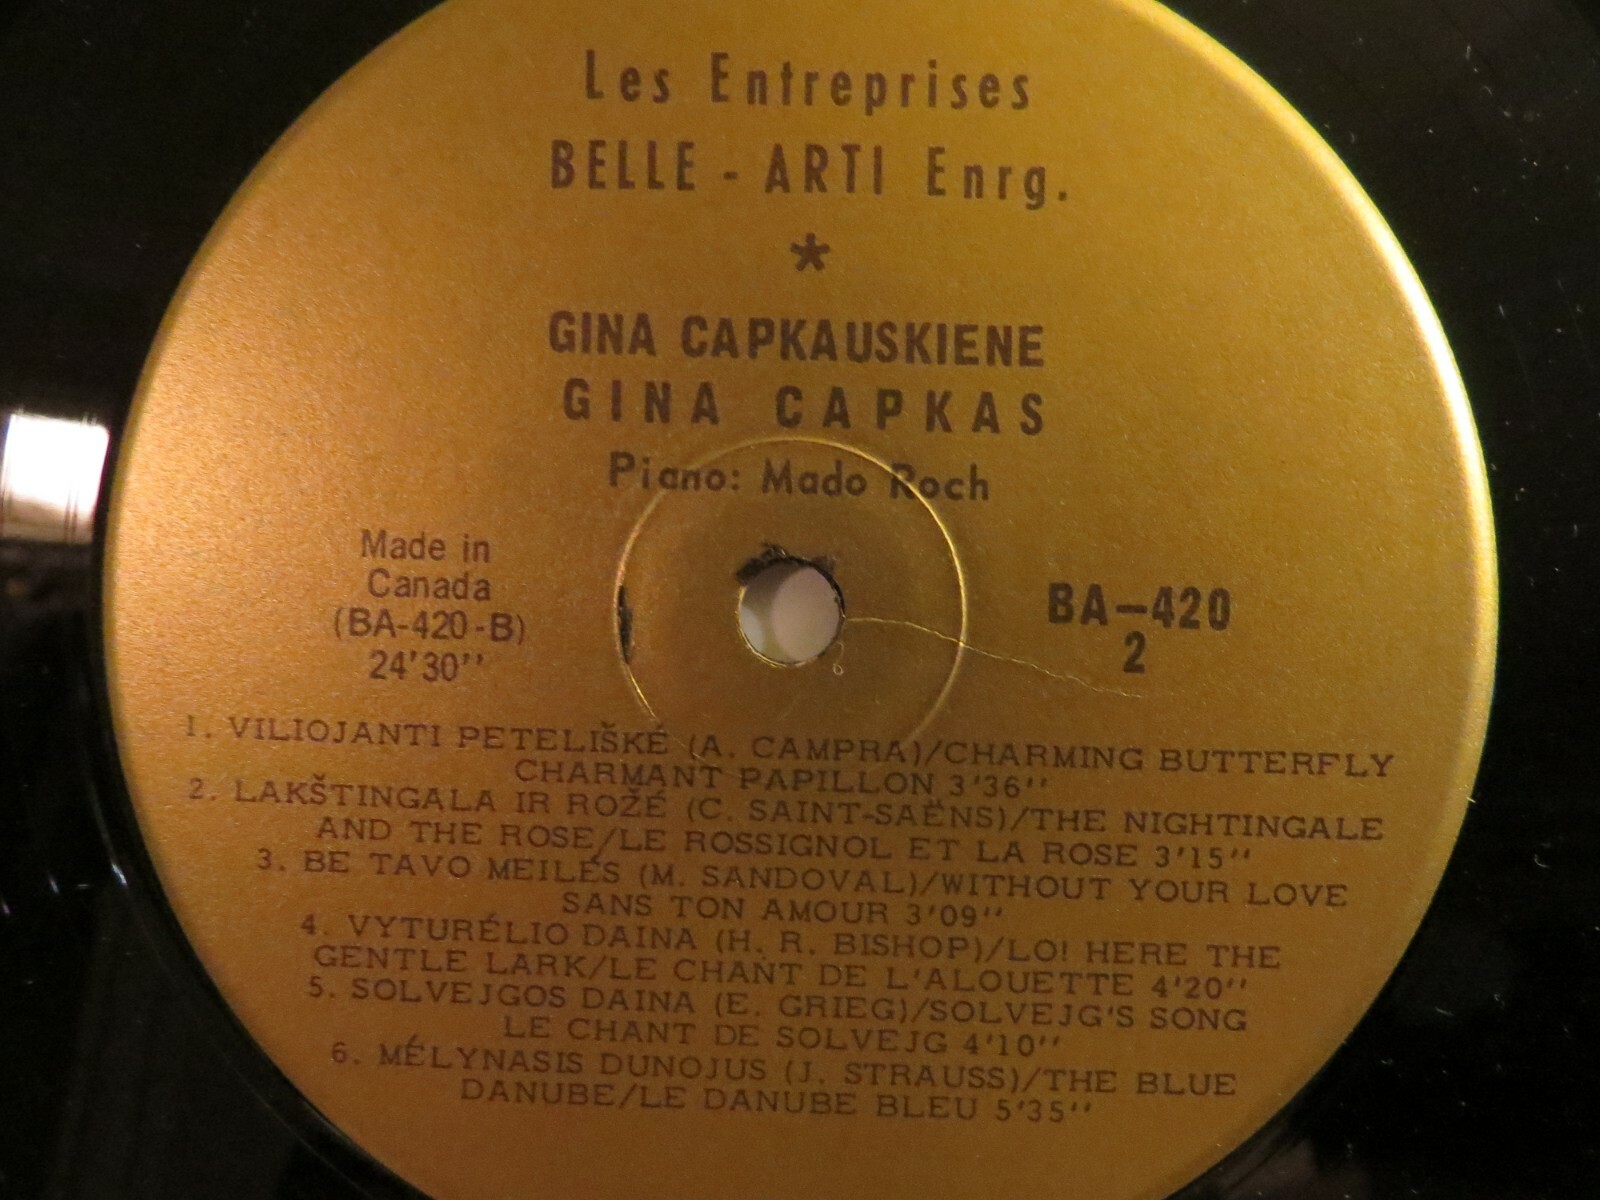 Les Entreprises
BELLE - ARTI Enrg.
*
GINA CAPKAUSKIENE
GINA CAPKAS
Piano: Mado Roch
Made in
Canada
(BA-420-B)
24'30''
BA—420
2
1. VILIOJANTI PETELIŠKÉ (A. CAMPRA)/CHARMING BUTTERFLY
CHARMANT PAPILLON 3'36''
2. LAKŠTINGALA IR ROŽÉ (C. SAINT-SAËNS)/THE NIGHTINGALE
AND THE ROSE/LE ROSSIGNOL ET LA ROSE 3'15''
3. BE TAVO MEILÉS (M. SANDOVAL)/WITHOUT YOUR LOVE
SANS TON AMOUR 3'09''
4. VYTURÉLIO DAINA (H. R. BISHOP)/LO! HERE THE
GENTLE LARK/LE CHANT DE L'ALOUETTE 4'20''
5. SOLVEJGOS DAINA (E. GRIEG)/SOLVEJG'S SONG
LE CHANT DE SOLVEJG 4'10''
6. MÉLYNASIS DUNOJUS (J. STRAUSS)/THE BLUE
DANUBE/LE DANUBE BLEU 5'35''